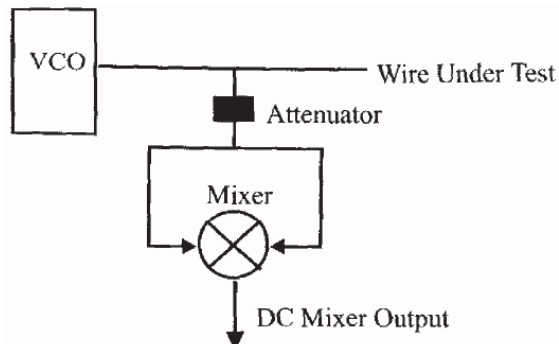 VCO
Wire Under Test
Attenuator
Mixer
DC Mixer Output